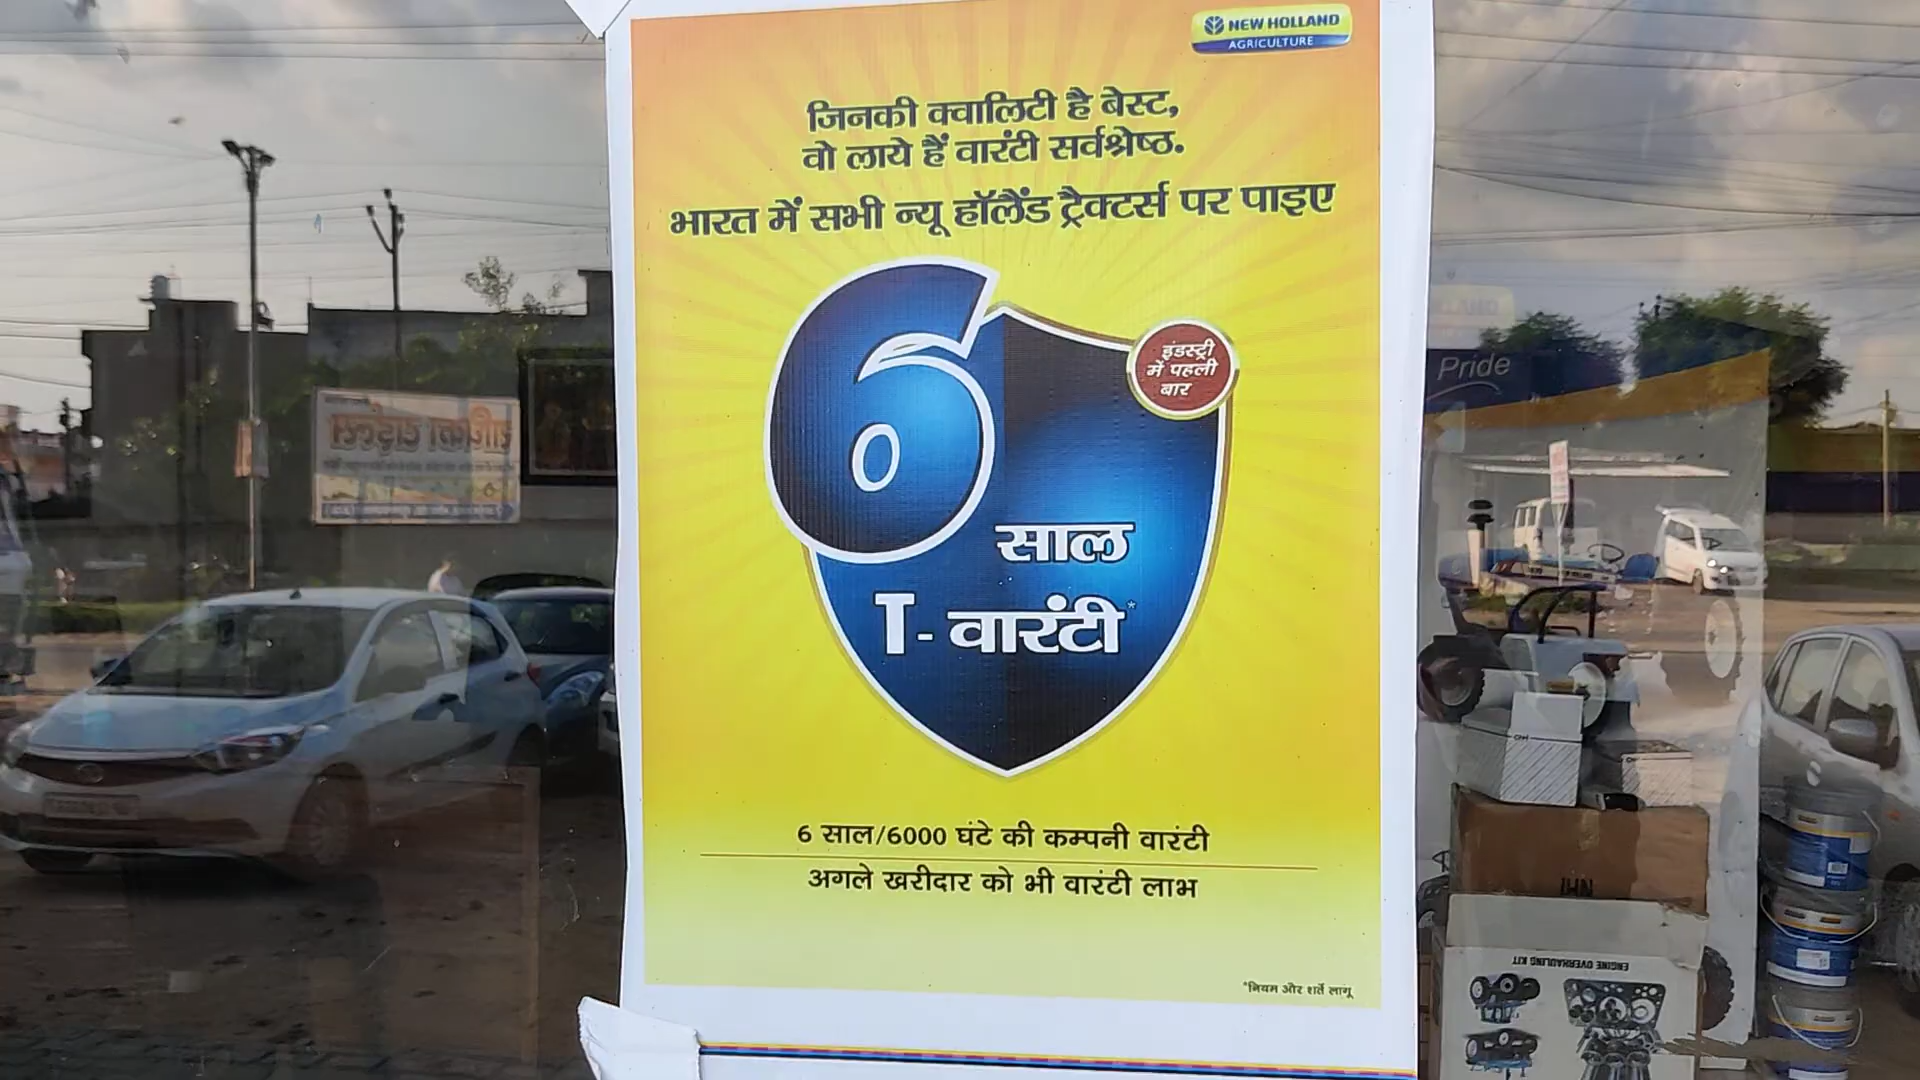 NEW HOLLAND
AGRICULTURE
जिनकी क्वालिटी है बेस्ट,
वो लाये हैं वारंटी सर्वश्रेष्ठ.
भारत में सभी न्यू हॉलैंड ट्रैक्टर्स पर पाइए
6
इंडस्ट्री
में पहली
बार
साल
T- वारंटी*
6 साल/6000 घंटे की कम्पनी वारंटी
अगले खरीदार को भी वारंटी लाभ
*नियम और शर्तें लागू
Pride
ENGINE OVERHAULING KIT